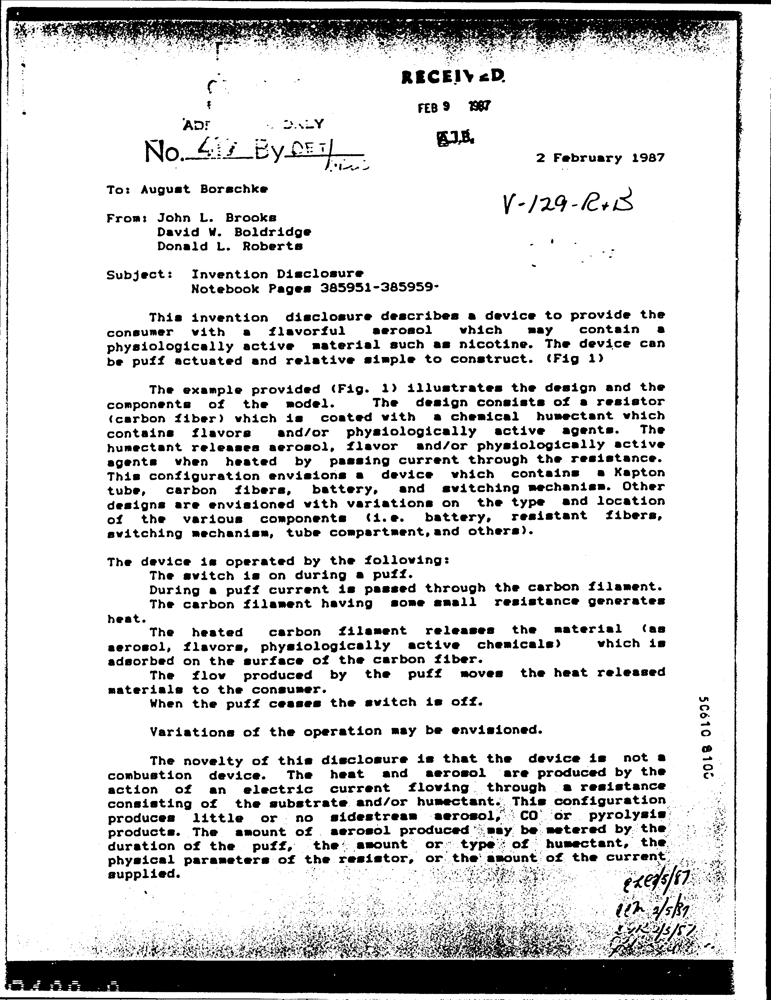 RECEIVED
FEB 9 1987
A.J.B.
No. 417 By DET/
2 February 1987
To: August Borschke
V-129-R+B
From: John L. Brooks
David W. Boldridge
Donald L. Roberts
Subject: Invention Disclosure
Notebook Pages 385951-385959-
This invention disclosure describes a device to provide the
consumer with a flavorful aerosol which may contain a
physiologically active material such as nicotine. The device can
be puff actuated and relative simple to construct. (Fig 1)
The example provided (Fig. 1) illustrates the design and the
components of the model. The design consists of a resistor
(carbon fiber) which is coated with a chemical humectant which
contains flavors and/or physiologically active agents. The
humectant releases aerosol, flavor and/or physiologically active
agents when heated by passing current through the resistance.
This configuration envisions a device which contains a Kapton
tube, carbon fibers, battery, and switching mechanism. Other
designs are envisioned with variations on the type and location
of the various components (i.e. battery, resistant fibers,
switching mechanism, tube compartment, and others).
The device is operated by the following:
The switch is on during a puff.
During a puff current is passed through the carbon filament.
The carbon filament having some small resistance generates
heat.
The heated carbon filament releases the material (as
aerosol, flavors, physiologically active chemicals) which is
adsorbed on the surface of the carbon fiber.
The flow produced by the puff moves the heat released
materials to the consumer.
When the puff ceases the switch is off.
Variations of the operation may be envisioned.
The novelty of this disclosure is that the device is not a
combustion device. The heat and aerosol are produced by the
action of an electric current flowing through a resistance
consisting of the substrate and/or humectant. This configuration
produces little or no sidestream aerosol, CO or pyrolysis
products. The amount of aerosol produced may be metered by the
duration of the puff, the amount or type of humectant, the
physical parameters of the resistor, or the amount of the current
supplied.
2/5/87
2/5/87
50610 8100